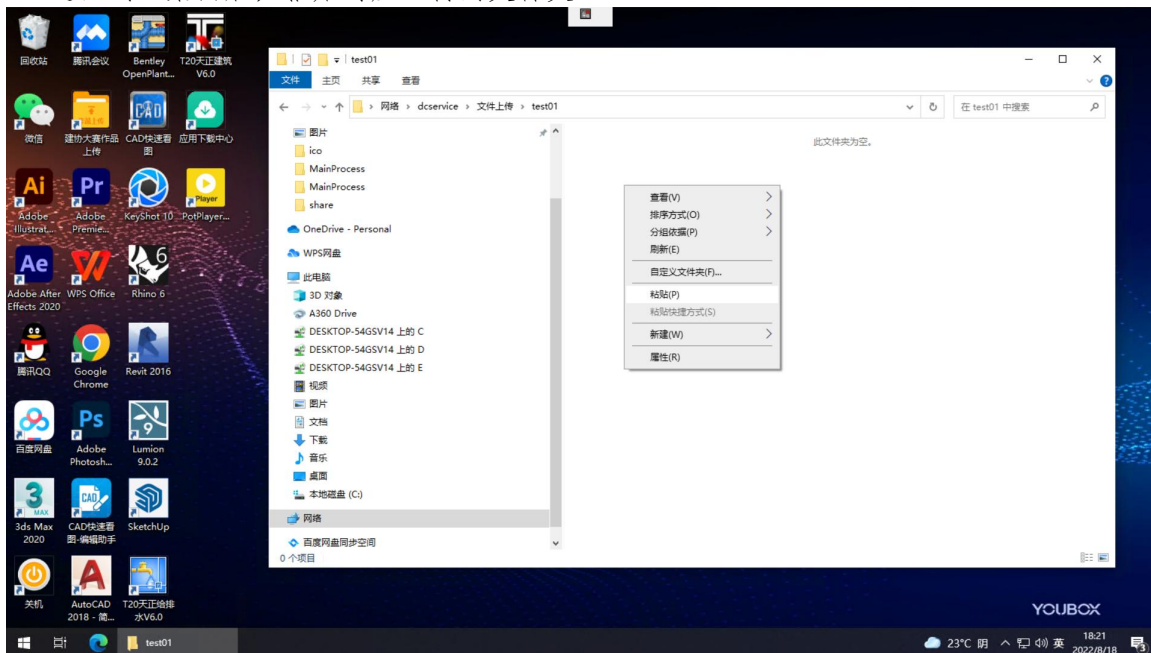 回收站
腾讯会议
Bentley
OpenPlant...
T20天正建筑
V6.0
微信
建协大赛作品
上传
CAD快速看
图
应用下载中心
Adobe
Illustrat...
Adobe
Premie...
KeyShot 10
PotPlayer...
Adobe After
Effects 2020
WPS Office
Rhino 6
腾讯QQ
Google
Chrome
Revit 2016
百度网盘
Adobe
Photosh...
Lumion
9.0.2
3ds Max
2020
CAD快速看
图-编辑助手
SketchUp
关机
AutoCAD
2018 - 简...
T20天正给排
水V6.0
test01
文件 主页 共享 查看
网络 › dcservice › 文件上传 › test01
在 test01 中搜索
图片
ico
MainProcess
MainProcess
share
OneDrive - Personal
WPS网盘
此电脑
3D 对象
A360 Drive
DESKTOP-54GSV14 上的 C
DESKTOP-54GSV14 上的 D
DESKTOP-54GSV14 上的 E
视频
图片
文档
下载
音乐
桌面
本地磁盘 (C:)
网络
百度网盘同步空间
0 个项目
此文件夹为空。
查看(V)
排序方式(O)
分组依据(P)
刷新(E)
自定义文件夹(F)...
粘贴(P)
粘贴快捷方式(S)
新建(W)
属性(R)
YOUBOX
test01
23°C 阴
英
18:21
2022/8/18